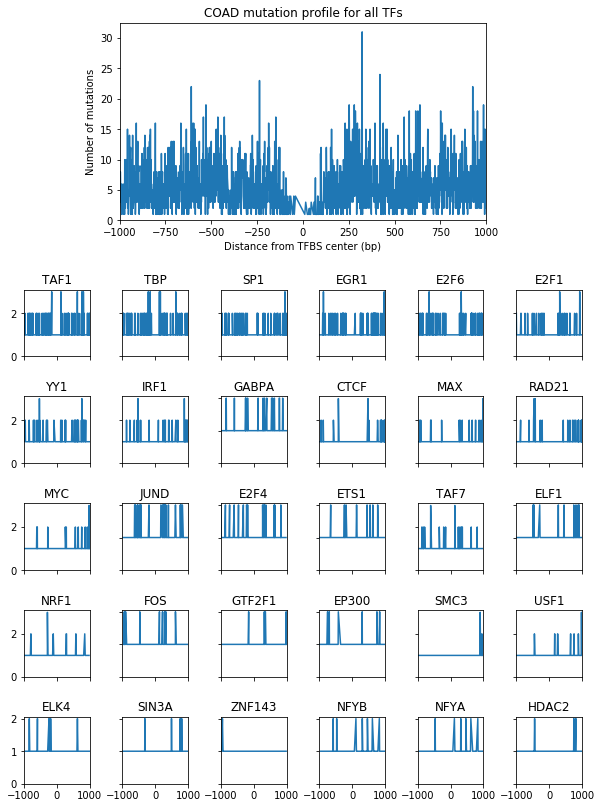 COAD mutation profile for all TFs
Number of mutations
30
25
20
15
10
5
0
−1000 −750 −500 −250 0 250 500 750 1000
Distance from TFBS center (bp)
TAF1 TBP SP1 EGR1 E2F6 E2F1
2
0
YY1 IRF1 GABPA CTCF MAX RAD21
2
0
MYC JUND E2F4 ETS1 TAF7 ELF1
2
0
NRF1 FOS GTF2F1 EP300 SMC3 USF1
2
0
ELK4 SIN3A ZNF143 NFYB NFYA HDAC2
2
1
0
−1000 0 1000 −1000 0 1000 −1000 0 1000 −1000 0 1000 −1000 0 1000 −1000 0 1000